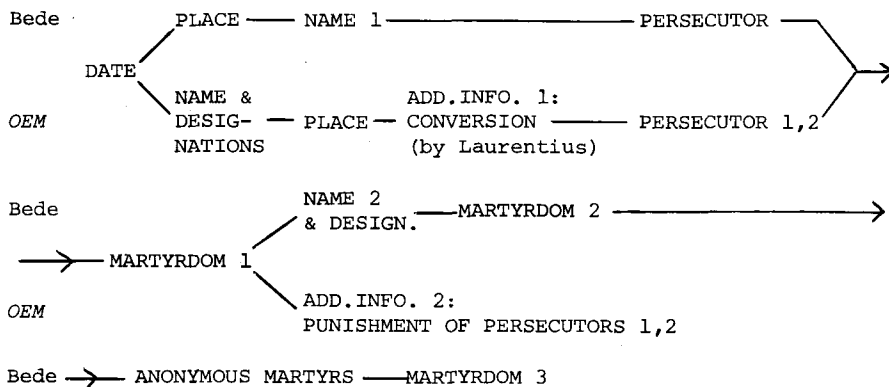 Bede PLACE NAME 1 PERSECUTOR
DATE
NAME & ADD.INFO. 1:
OEM DESIG- PLACE CONVERSION PERSECUTOR 1,2
NATIONS (by Laurentius)
NAME 2
Bede & DESIGN. MARTYRDOM 2
MARTYRDOM 1
OEM ADD.INFO. 2:
PUNISHMENT OF PERSECUTORS 1,2
Bede ANONYMOUS MARTYRS MARTYRDOM 3